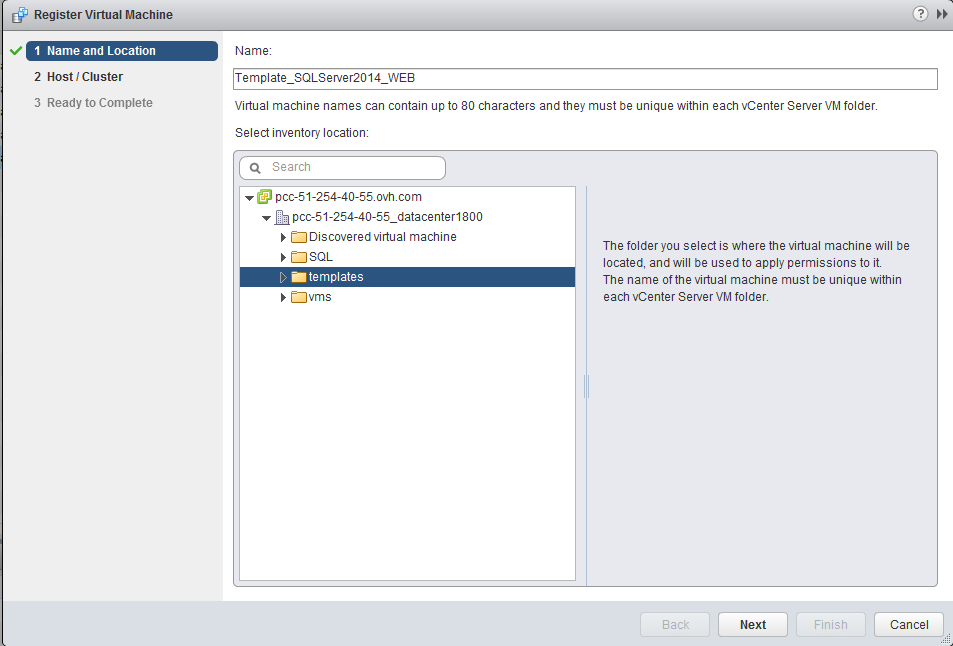 Register Virtual Machine
?
1 Name and Location
2 Host / Cluster
3 Ready to Complete
Name:
Template_SQLServer2014_WEB
Virtual machine names can contain up to 80 characters and they must be unique within each vCenter Server VM folder.
Select inventory location:
Search
pcc-51-254-40-55.ovh.com
pcc-51-254-40-55_datacenter1800
Discovered virtual machine
SQL
templates
vms
The folder you select is where the virtual machine will be
located, and will be used to apply permissions to it.
The name of the virtual machine must be unique within
each vCenter Server VM folder.
Back
Next
Finish
Cancel